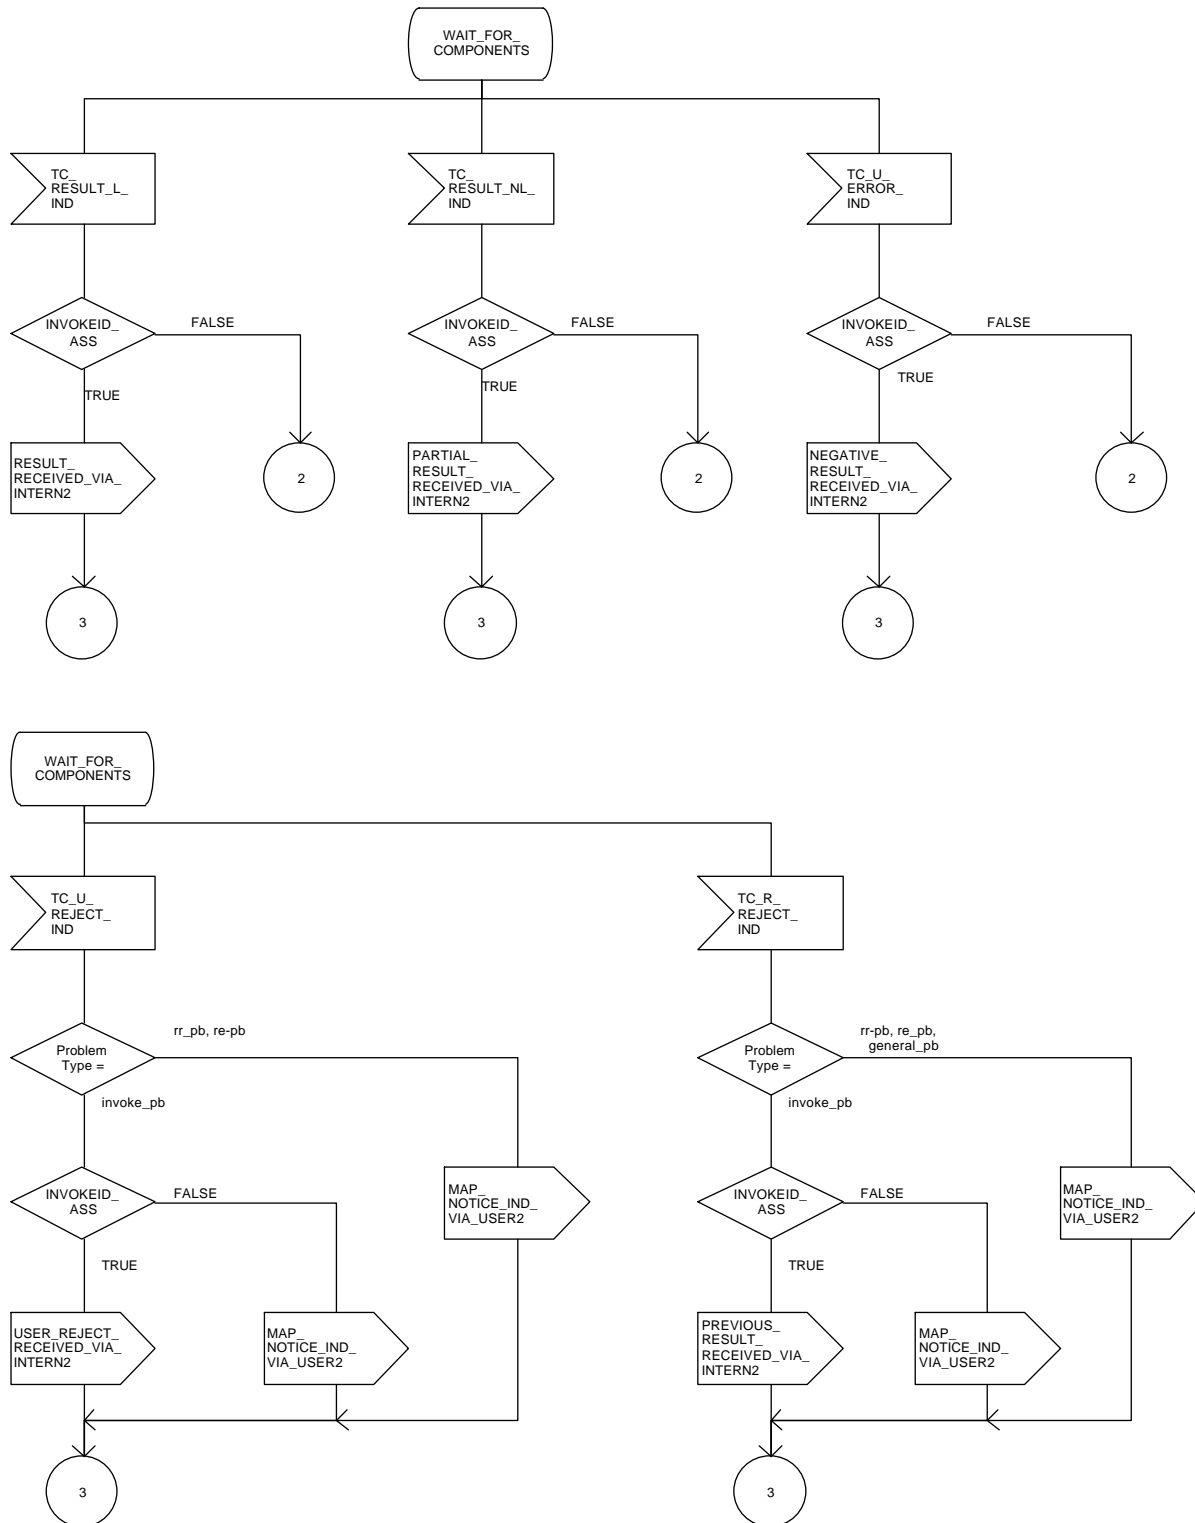 WAIT_FOR_
COMPONENTS
TC_
RESULT_L_
IND
TC_
RESULT_NL_
IND
TC_U_
ERROR_
IND
INVOKEID_
ASS
FALSE
INVOKEID_
ASS
FALSE
INVOKEID_
ASS
FALSE
TRUE
TRUE
TRUE
RESULT_
RECEIVED_VIA_
INTERN2
2
PARTIAL_
RESULT_
RECEIVED_VIA_
INTERN2
2
NEGATIVE_
RESULT_
RECEIVED_VIA_
INTERN2
2
3
3
3
WAIT_FOR_
COMPONENTS
TC_U_
REJECT_
IND
TC_R_
REJECT_
IND
Problem
Type =
rr_pb, re-pb
Problem
Type =
rr-pb, re_pb,
general_pb
invoke_pb
invoke_pb
INVOKEID_
ASS
FALSE
MAP_
NOTICE_IND_
VIA_USER2
INVOKEID_
ASS
FALSE
MAP_
NOTICE_IND_
VIA_USER2
TRUE
TRUE
USER_REJECT_
RECEIVED_VIA_
INTERN2
MAP_
NOTICE_IND_
VIA_USER2
PREVIOUS_
RESULT_
RECEIVED_VIA_
INTERN2
MAP_
NOTICE_IND_
VIA_USER2
3
3